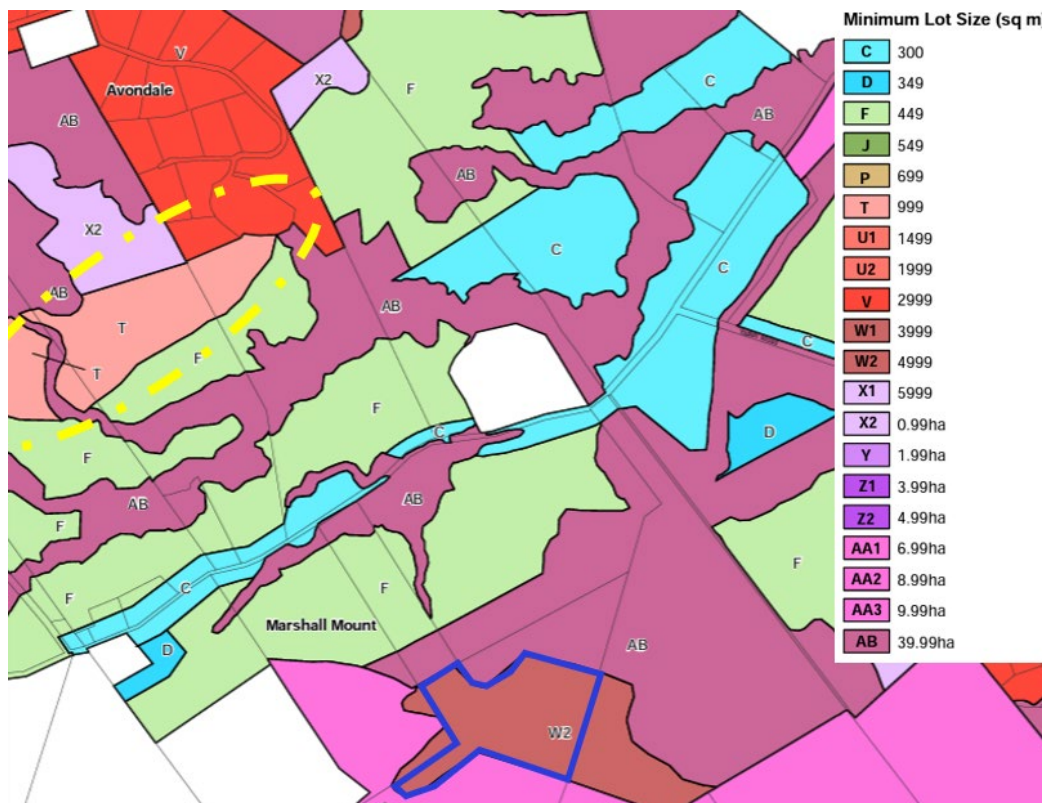 Minimum Lot Size (sq m)
C 300
D 349
F 449
J 549
P 699
T 999
U1 1499
U2 1999
V 2999
W1 3999
W2 4999
X1 5999
X2 0.99ha
Y 1.99ha
Z1 3.99ha
Z2 4.99ha
AA1 6.99ha
AA2 8.99ha
AA3 9.99ha
AB 39.99ha
V
X2
Avondale
F
C
AB
AB
AB
X2
C
C
AB
AB
T
C
F
T
F
C
D
F
AB
AB
F
F
F
C
F
Marshall Mount
AB
D
W2